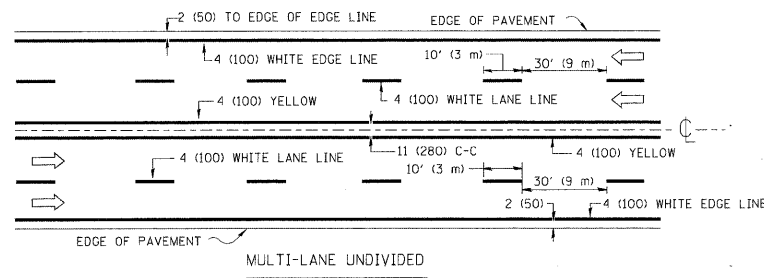 2 (50) TO EDGE OF EDGE LINE
EDGE OF PAVEMENT
4 (100) WHITE EDGE LINE
10' (3 m)
30' (9 m)
4 (100) YELLOW
4 (100) WHITE LANE LINE
℄
4 (100) WHITE LANE LINE
11 (280) C-C
4 (100) YELLOW
10' (3 m)
30' (9 m)
2 (50)
4 (100) WHITE EDGE LINE
EDGE OF PAVEMENT
MULTI-LANE UNDIVIDED